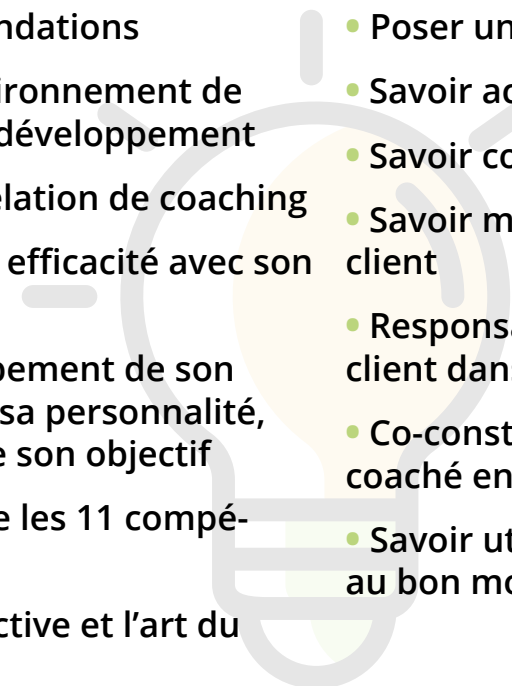 ndations
ironnement de
développement
elation de coaching
efficacité avec son
pement de son
sa personnalité,
e son objectif
e les 11 compé-
ctive et l’art du
• Poser un
• Savoir ac
• Savoir co
• Savoir m
client
• Responsa
client dans
• Co-const
coaché en
• Savoir ut
au bon mo